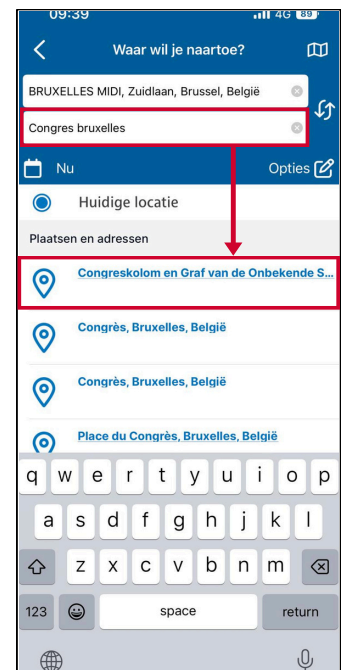 09:39
4G 89
Waar wil je naartoe?
BRUXELLES MIDI, Zuidlaan, Brussel, België
Congres bruxelles
Nu
Opties
Huidige locatie
Plaatsen en adressen
Congreskolom en Graf van de Onbekende S...
Congrès, Bruxelles, België
Congrès, Bruxelles, België
Place du Congrès, Bruxelles, België
q w e r t y u i o p
a s d f g h j k l
z x c v b n m
123 space return